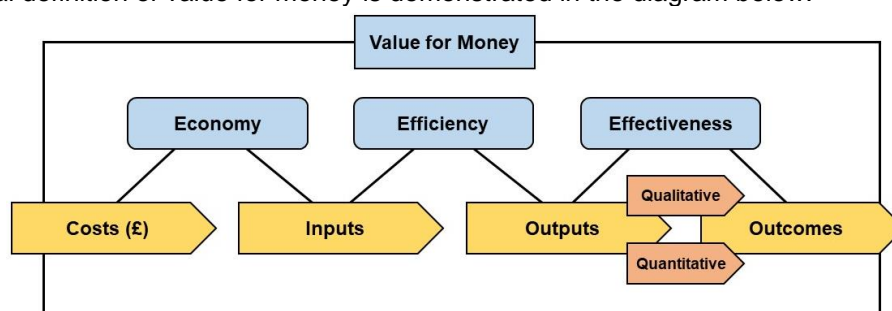 al definition of value for money is demonstrated in the diagram below:
Value for Money
Economy
Efficiency
Effectiveness
Qualitative
Costs (£)
Inputs
Outputs
Outcomes
Quantitative